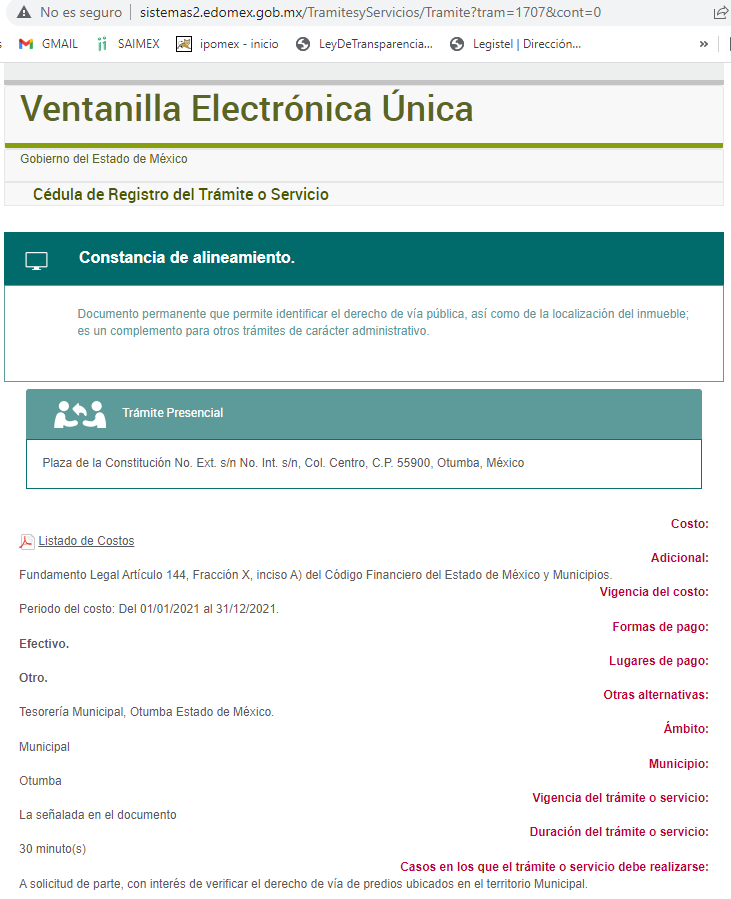 No es seguro | sistemas2.edomex.gob.mx/TramitesyServicios/Tramite?tram=1707&cont=0
s GMAIL SAIMEX ipomex - inicio LeyDeTransparencia... Legistel | Dirección... »
Ventanilla Electrónica Única
Gobierno del Estado de México
Cédula de Registro del Trámite o Servicio
Constancia de alineamiento.
Documento permanente que permite identificar el derecho de vía pública, así como de la localización del inmueble;
es un complemento para otros trámites de carácter administrativo.
Trámite Presencial
Plaza de la Constitución No. Ext. s/n No. Int. s/n, Col. Centro, C.P. 55900, Otumba, México
Costo:
Listado de Costos
Adicional:
Fundamento Legal Artículo 144, Fracción X, inciso A) del Código Financiero del Estado de México y Municipios.
Vigencia del costo:
Periodo del costo: Del 01/01/2021 al 31/12/2021.
Formas de pago:
Efectivo.
Lugares de pago:
Otro.
Otras alternativas:
Tesorería Municipal, Otumba Estado de México.
Ámbito:
Municipal
Municipio:
Otumba
Vigencia del trámite o servicio:
La señalada en el documento
Duración del trámite o servicio:
30 minuto(s)
Casos en los que el trámite o servicio debe realizarse:
A solicitud de parte, con interés de verificar el derecho de vía de predios ubicados en el territorio Municipal.